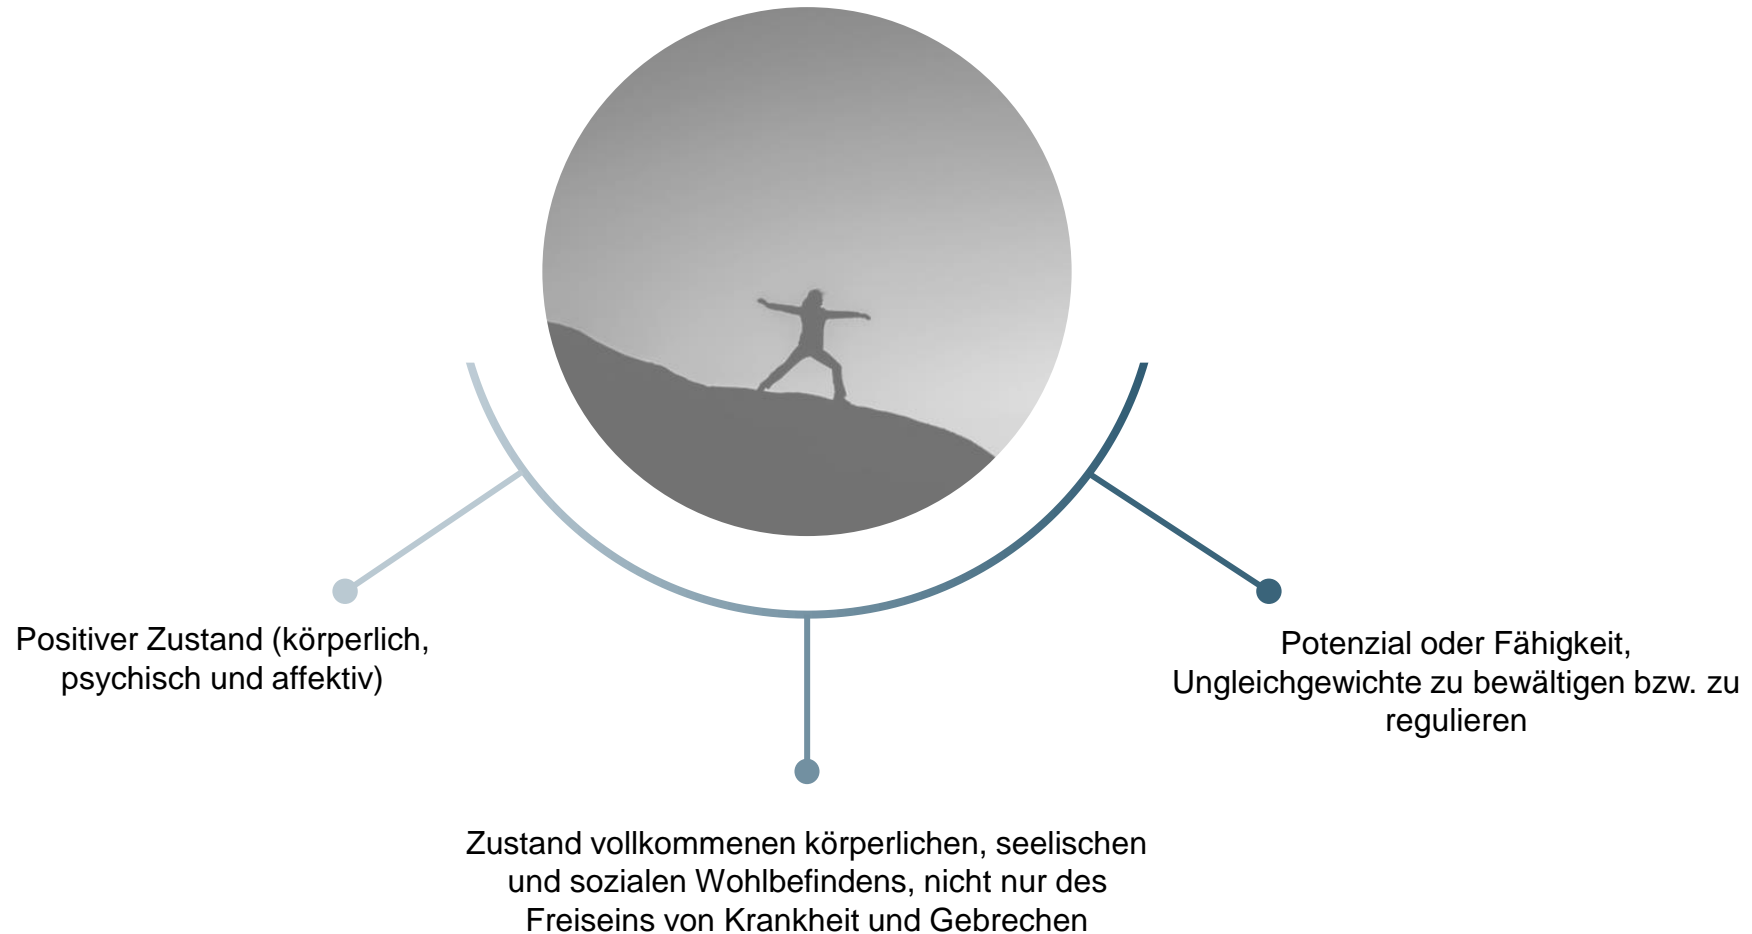 Positiver Zustand (körperlich,
psychisch und affektiv)
Zustand vollkommenen körperlichen, seelischen
und sozialen Wohlbefindens, nicht nur des
Freiseins von Krankheit und Gebrechen
Potenzial oder Fähigkeit,
Ungleichgewichte zu bewältigen bzw. zu
regulieren